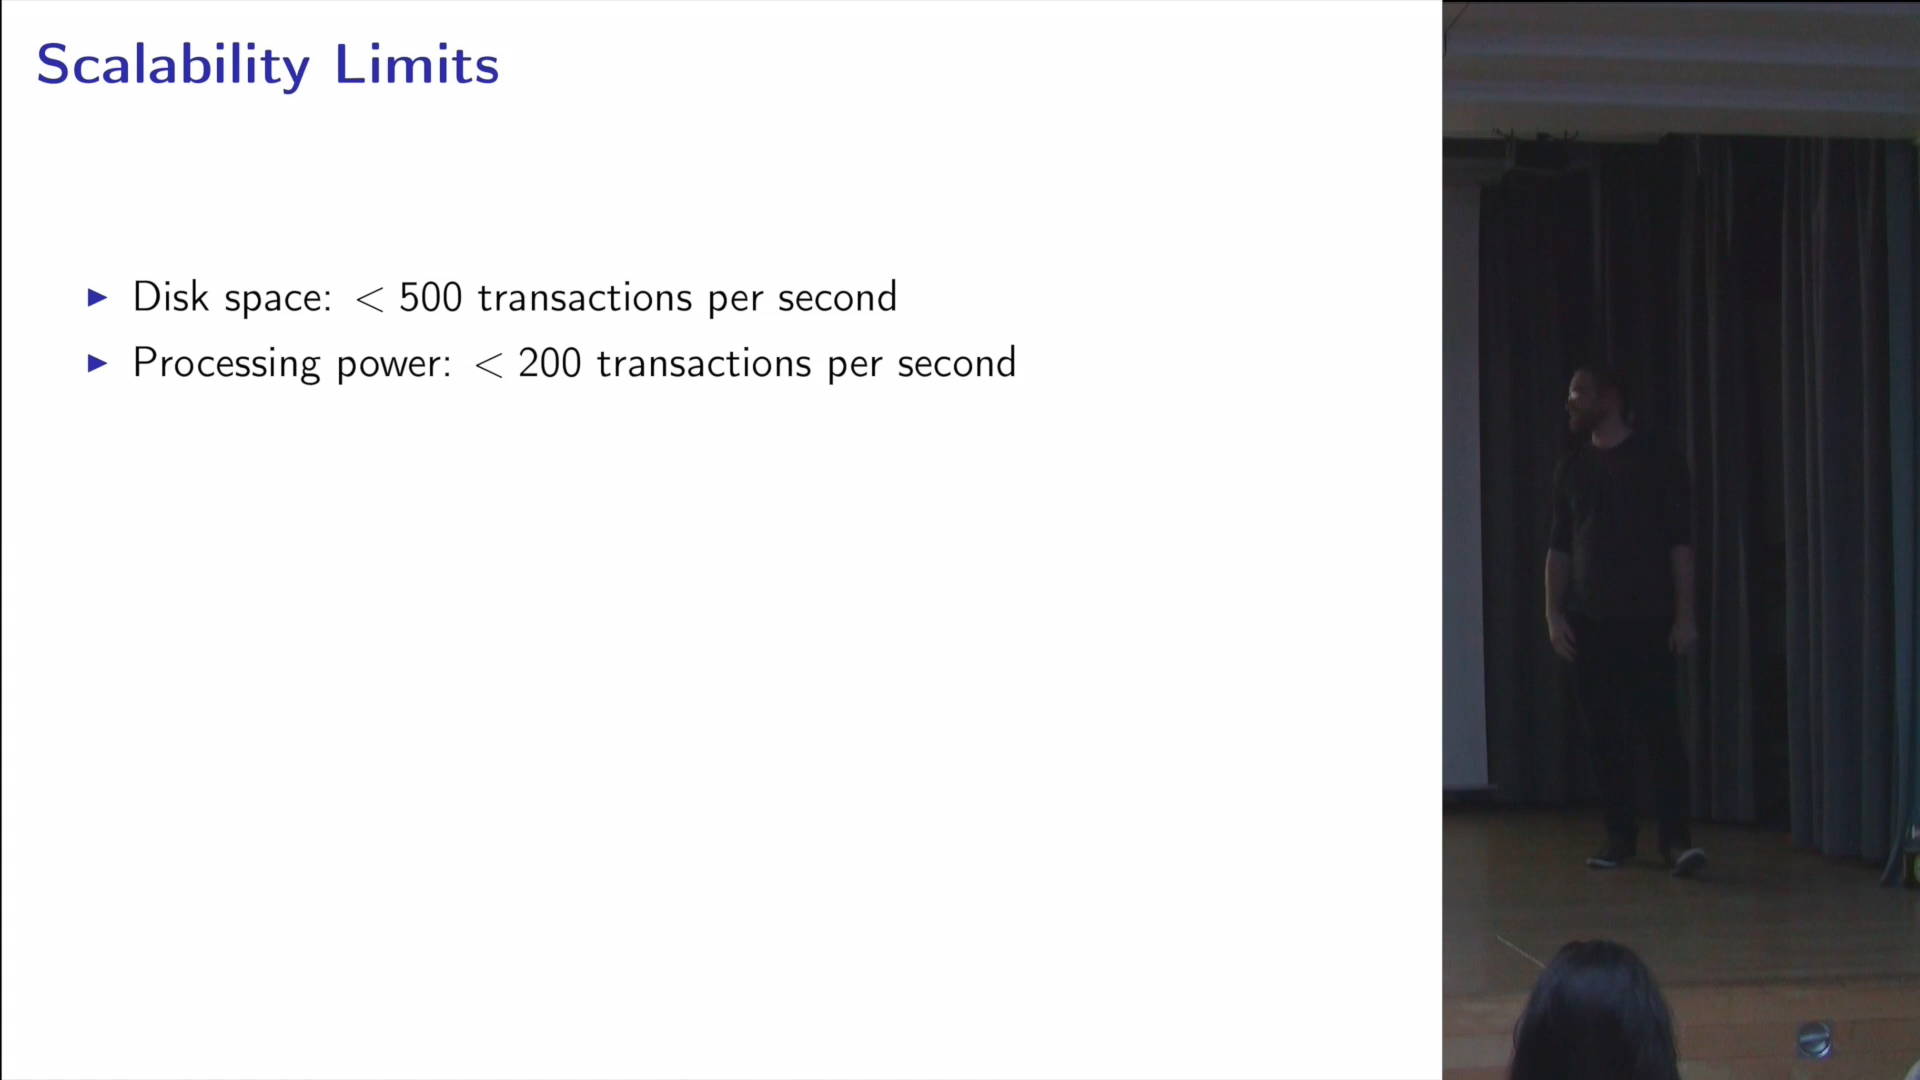 Scalability Limits
▶ Disk space: < 500 transactions per second
▶ Processing power: < 200 transactions per second